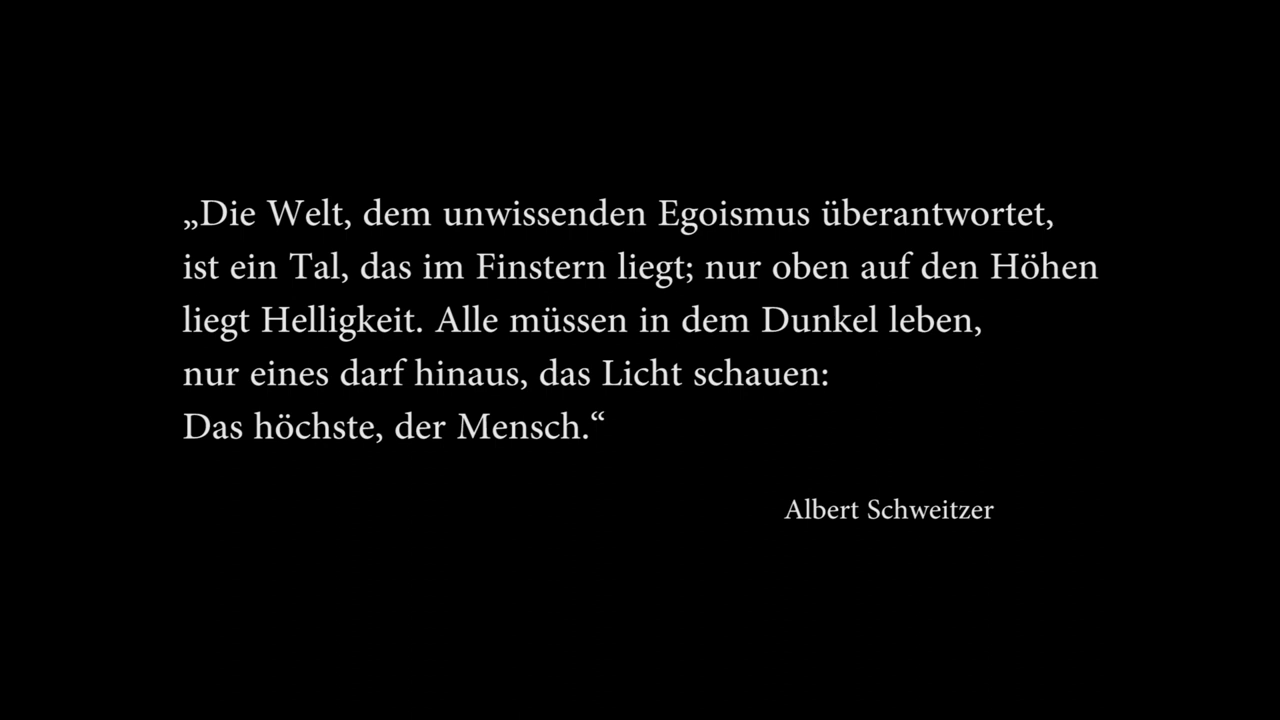 „Die Welt, dem unwissenden Egoismus überantwortet,
ist ein Tal, das im Finstern liegt; nur oben auf den Höhen
liegt Helligkeit. Alle müssen in dem Dunkel leben,
nur eines darf hinaus, das Licht schauen:
Das höchste, der Mensch.“
Albert Schweitzer